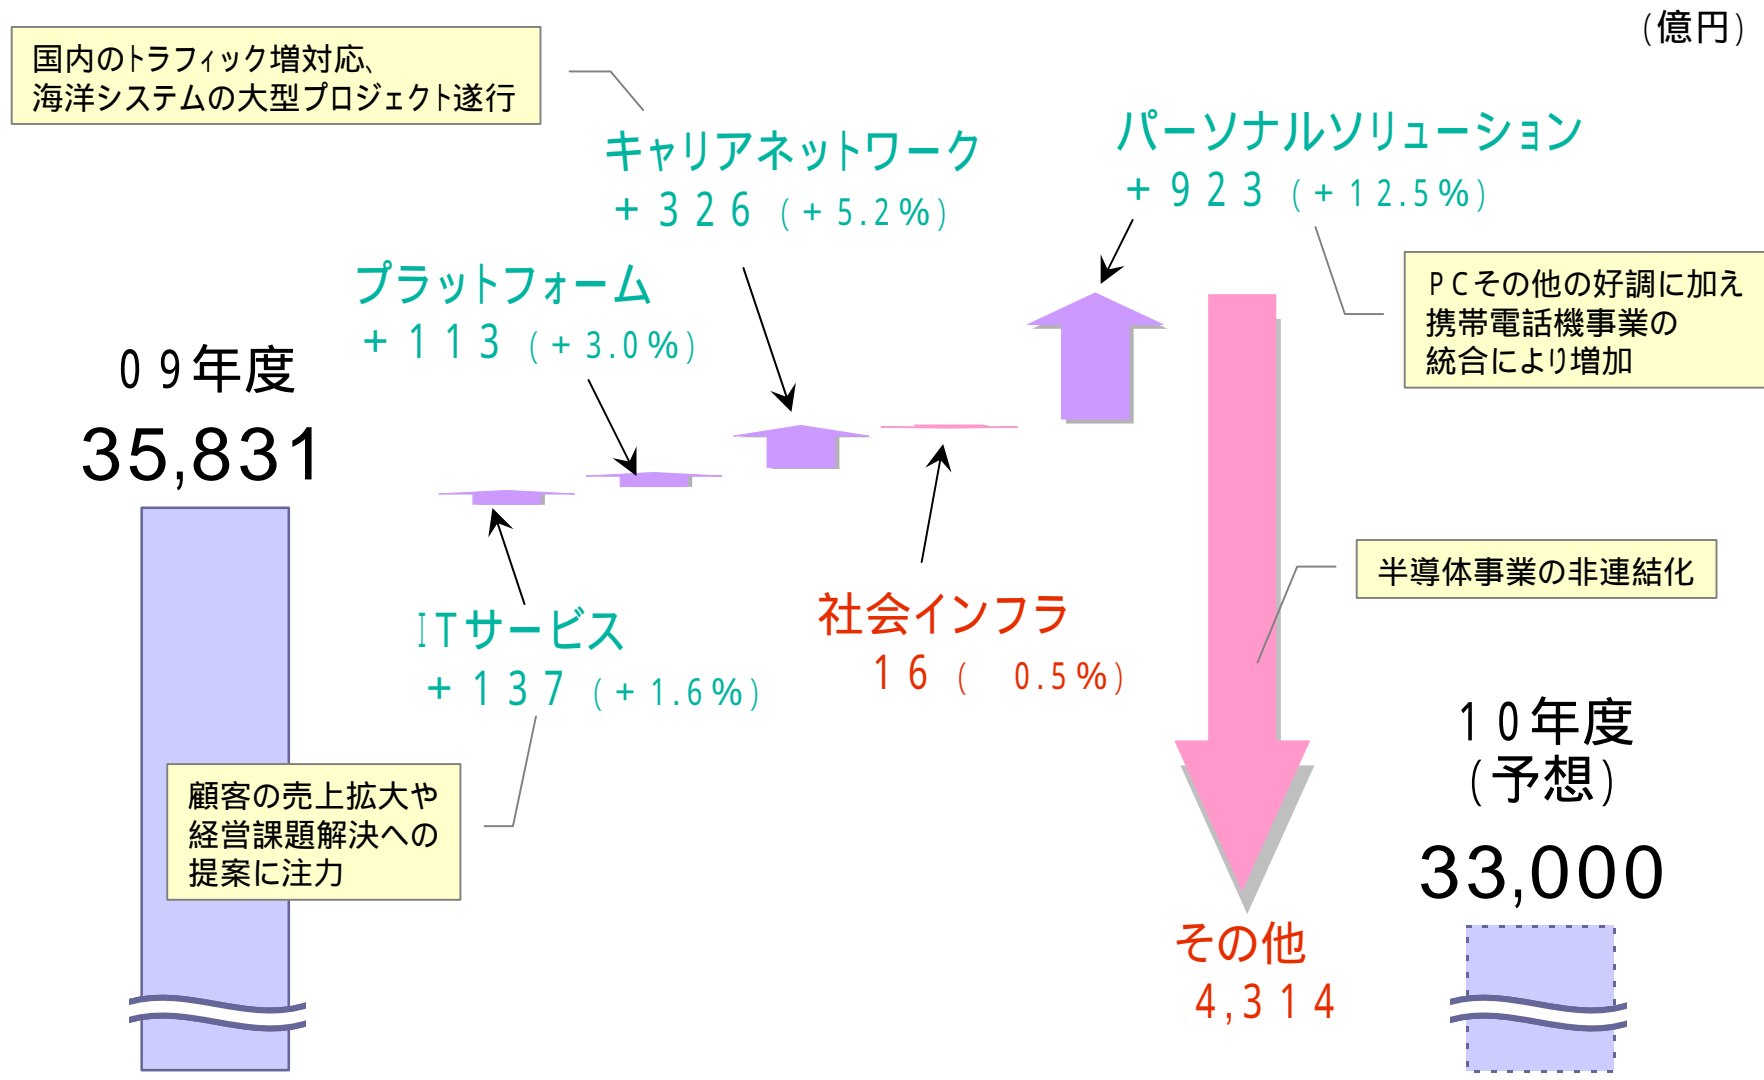 (億円)
国内のトラフィック増対応、
海洋システムの大型プロジェクト遂行
キャリアネットワーク
+326 (+5.2%)
パーソナルソリューション
+923 (+12.5%)
プラットフォーム
+113 (+3.0%)
PCその他の好調に加え
携帯電話機事業の
統合により増加
09年度
35,831
半導体事業の非連結化
ITサービス
+137 (+1.6%)
社会インフラ
16 ( 0.5%)
顧客の売上拡大や
経営課題解決への
提案に注力
10年度
(予想)
33,000
その他
4,314